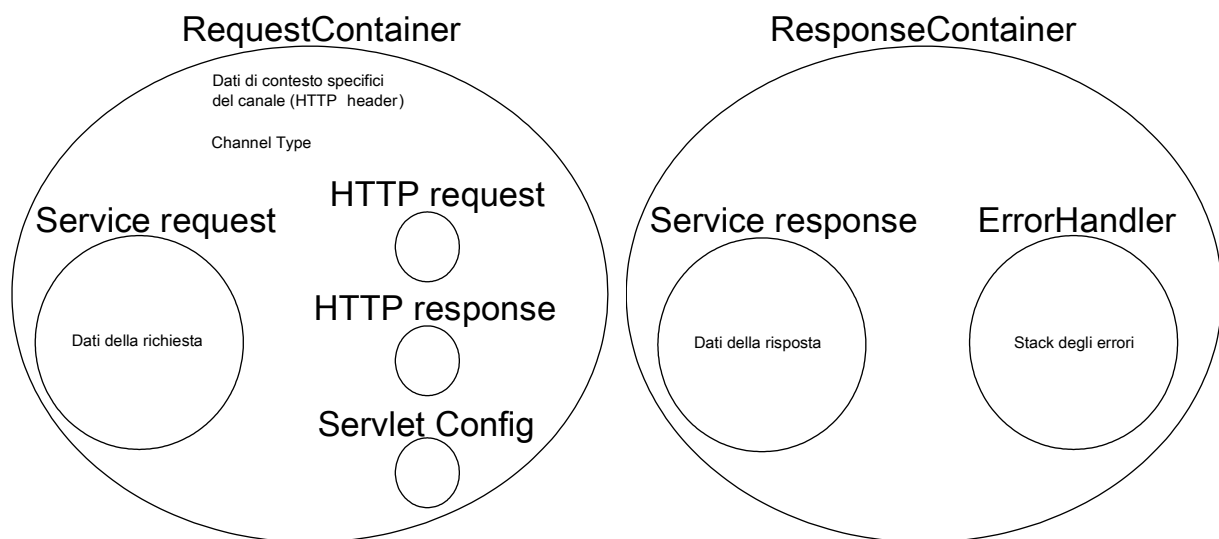 RequestContainer
Dati di contesto specifici
del canale (HTTP header)
Channel Type
HTTP request
Service request
Dati della richiesta
HTTP response
Servlet Config
ResponseContainer
Service response
Dati della risposta
ErrorHandler
Stack degli errori